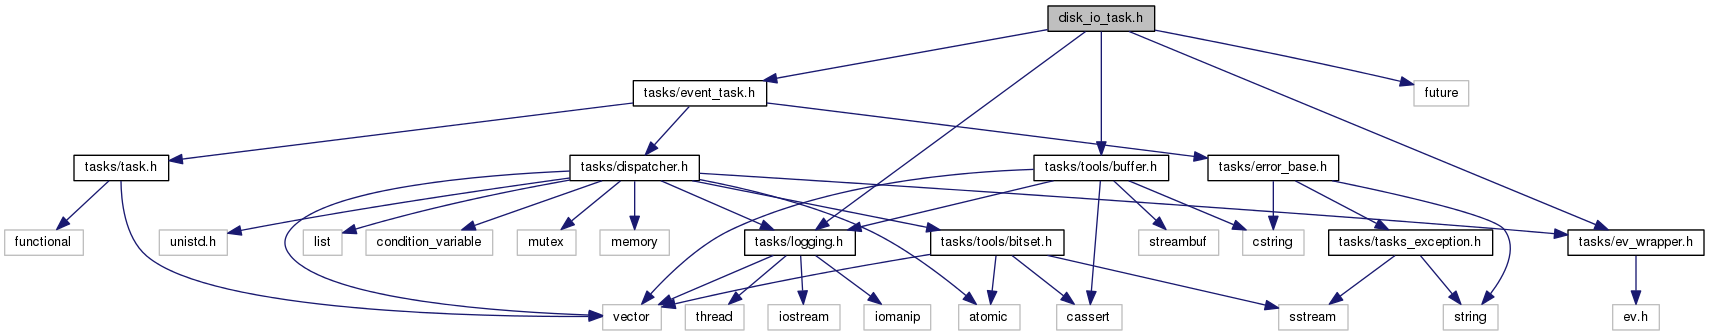 disk_io_task.h
tasks/event_task.h
future
tasks/task.h
tasks/dispatcher.h
tasks/tools/buffer.h
tasks/error_base.h
functional
unistd.h
list
condition_variable
mutex
memory
tasks/logging.h
tasks/tools/bitset.h
streambuf
cstring
tasks/tasks_exception.h
tasks/ev_wrapper.h
vector
thread
iostream
iomanip
atomic
cassert
sstream
string
ev.h